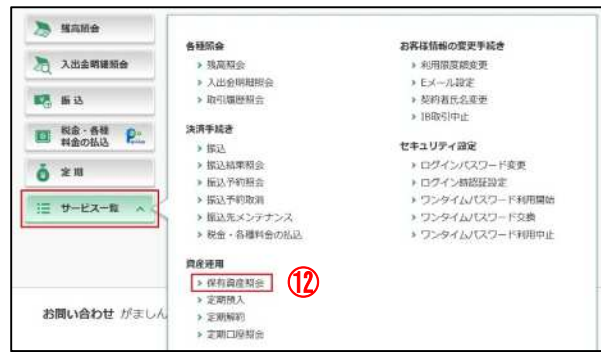 残高照会
入出金明細照会
振込
税金・各種
料金の払込
定期
サービス一覧
各種照会
残高照会
入出金明細照会
取引履歴照会
決済手続き
振込
振込結果照会
振込予約照会
振込予約取消
振込先メンテナンス
税金・各種料金の払込
資産運用
保有資産照会
⑫
定期預入
定期解約
定期口座照会
お客様情報の変更手続き
利用限度額変更
Eメール設定
契約者氏名変更
IB取引中止
セキュリティ設定
ログインパスワード変更
ログイン時認証設定
ワンタイムパスワード利用開始
ワンタイムパスワード交換
ワンタイムパスワード利用中止
お問い合わせ がましん